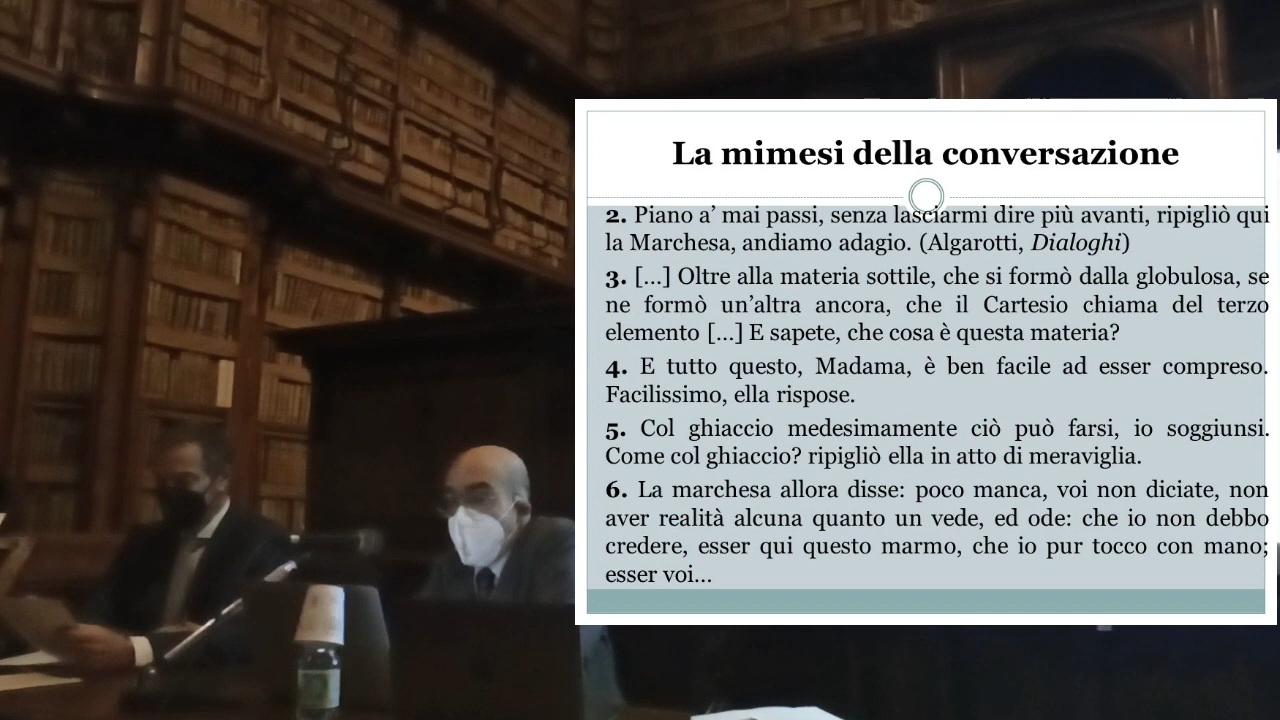 La mimesi della conversazione
2. Piano a’ mai passi, senza lasciarmi dire più avanti, ripigliò qui
la Marchesa, andiamo adagio. (Algarotti, Dialoghi)
3. [...] Oltre alla materia sottile, che si formò dalla globulosa, se
ne formò un’altra ancora, che il Cartesio chiama del terzo
elemento [...] E sapete, che cosa è questa materia?
4. E tutto questo, Madama, è ben facile ad esser compreso.
Facilissimo, ella rispose.
5. Col ghiaccio medesimamente ciò può farsi, io soggiunsi.
Come col ghiaccio? ripigliò ella in atto di meraviglia.
6. La marchesa allora disse: poco manca, voi non diciate, non
aver realità alcuna quanto un vede, ed ode: che io non debbo
credere, esser qui questo marmo, che io pur tocco con mano;
esser voi...